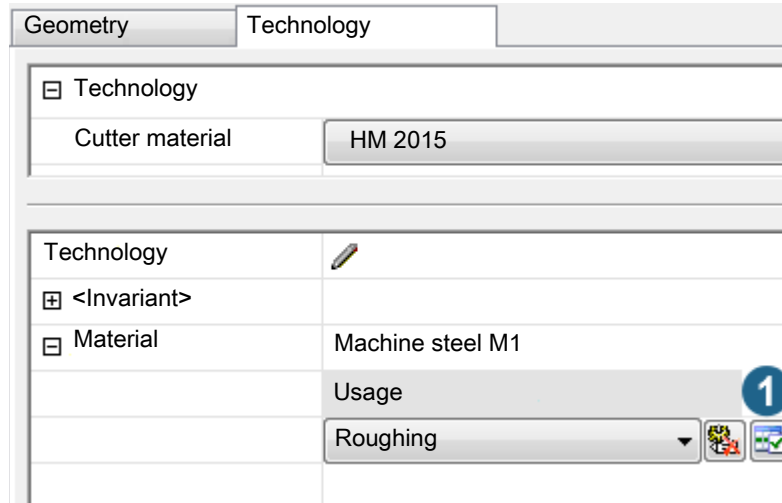 Geometry Technology
Technology
Cutter material HM 2015
Technology
<Invariant>
Material Machine steel M1
Usage 1
Roughing